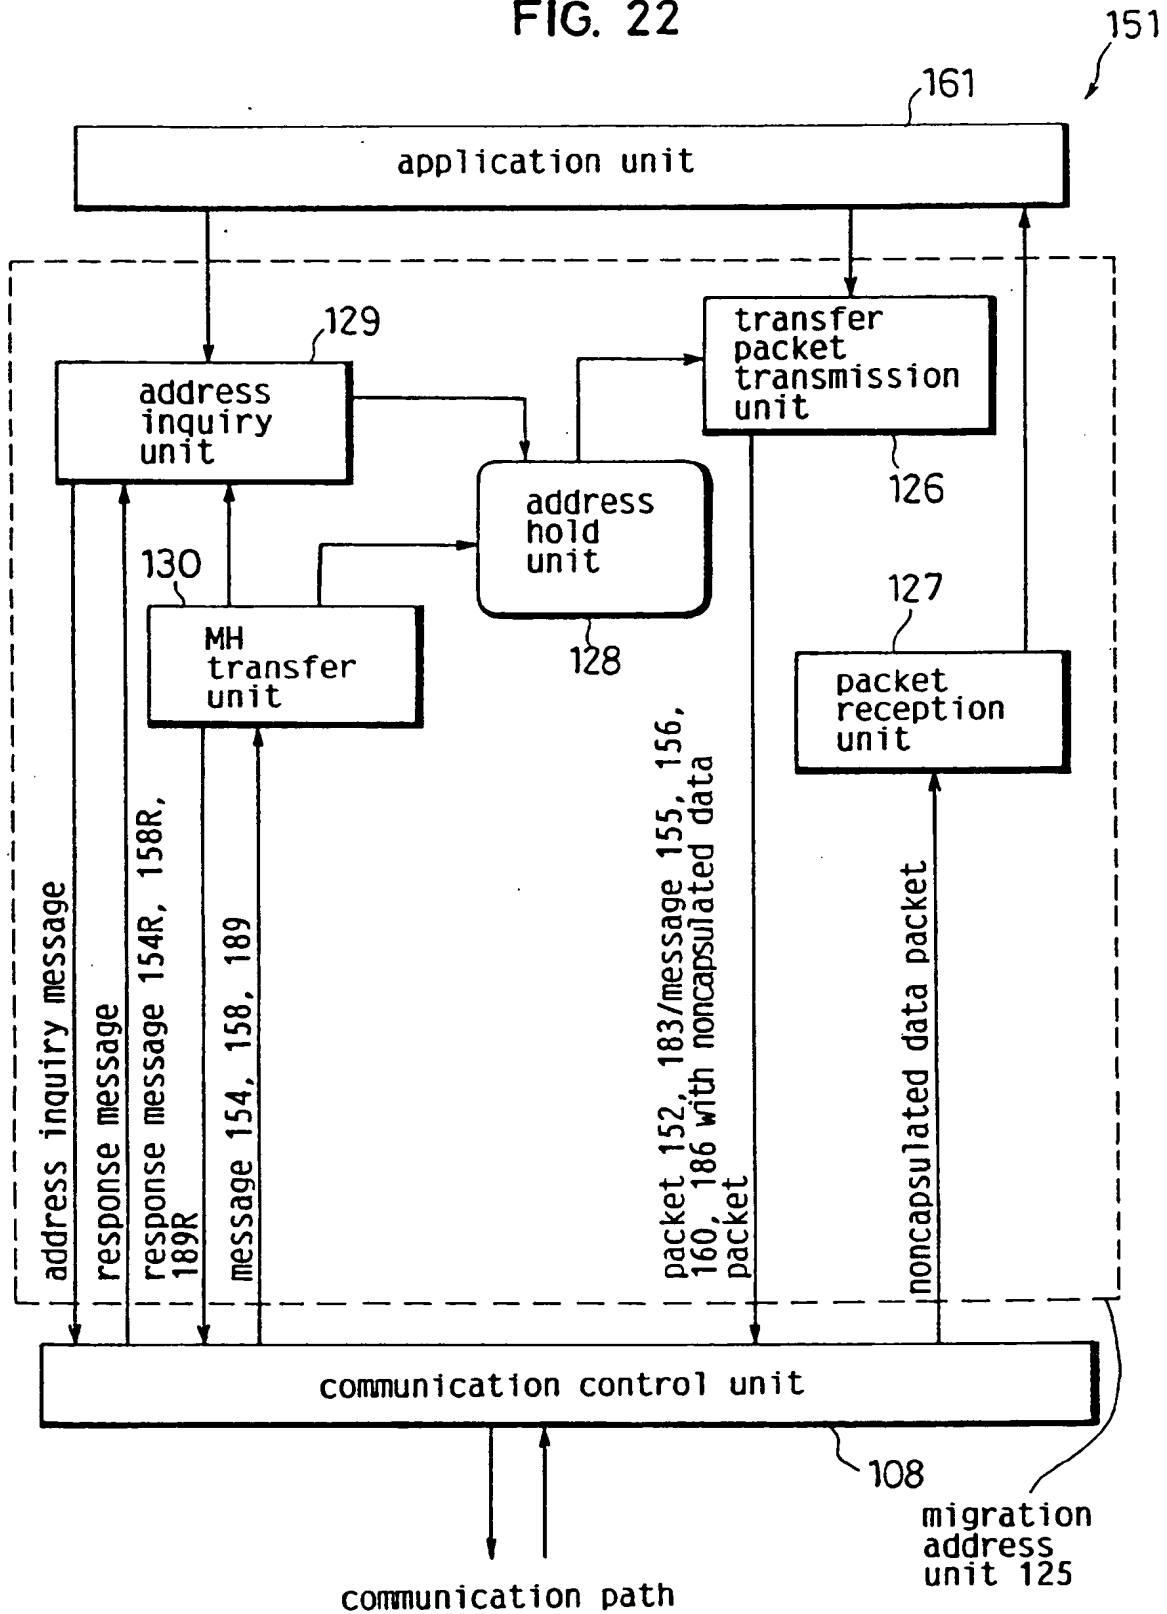 FIG. 22
151
161
application unit
129
address
inquiry
unit
transfer
packet
transmission
unit
126
address
hold
unit
128
130
MH
transfer
unit
127
packet
reception
unit
address inquiry message
response message
response message 154R, 158R,
189R
message 154, 158, 189
packet 152, 183/message 155, 156,
160, 186 with noncapsulated data
packet
noncapsulated data packet
communication control unit
108
migration
address
unit 125
communication path